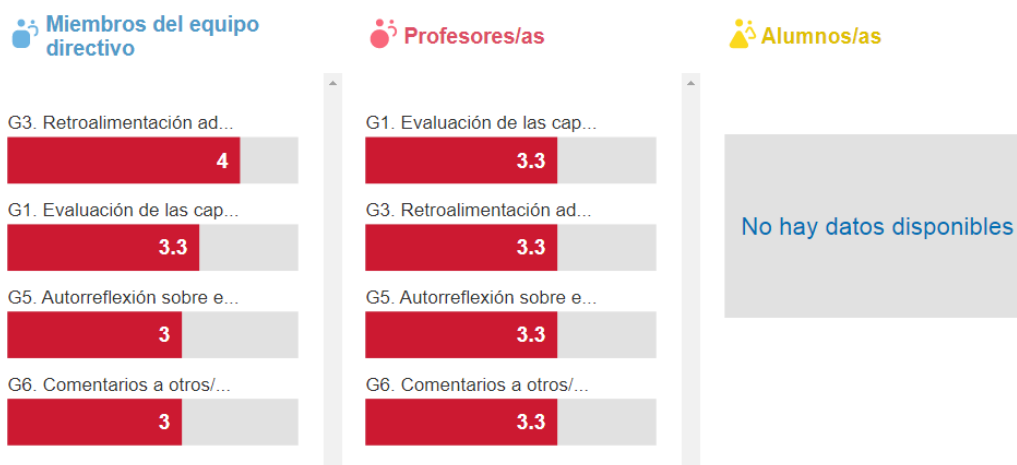 Miembros del equipo
directivo
G3. Retroalimentación ad...
4
G1. Evaluación de las cap...
3.3
G5. Autorreflexión sobre e...
3
G6. Comentarios a otros/...
3
Profesores/as
G1. Evaluación de las cap...
3.3
G3. Retroalimentación ad...
3.3
G5. Autorreflexión sobre e...
3.3
G6. Comentarios a otros/...
3.3
Alumnos/as
No hay datos disponibles